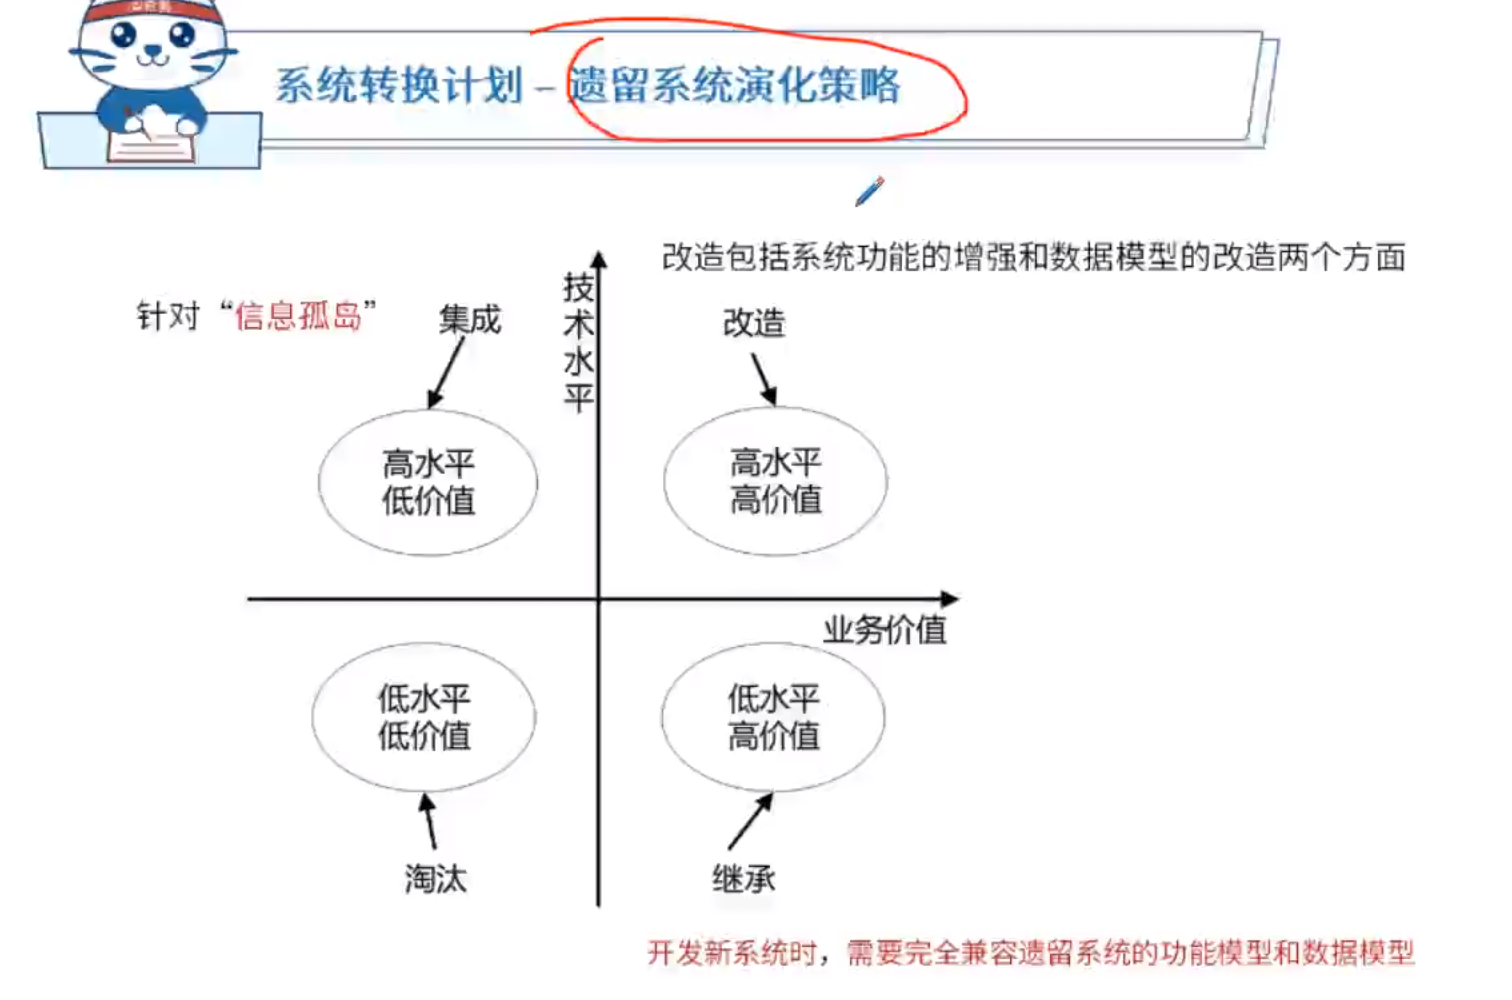 系统转换计划 – 遗留系统演化策略
改造包括系统功能的增强和数据模型的改造两个方面
技术水平
针对“信息孤岛”
集成
改造
高水平
低价值
高水平
高价值
业务价值
低水平
低价值
低水平
高价值
淘汰
继承
开发新系统时，需要完全兼容遗留系统的功能模型和数据模型